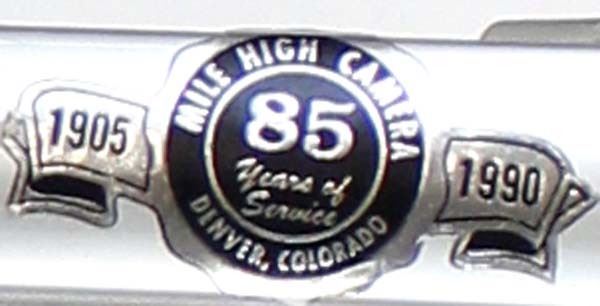 MILE HIGH CAMERA
1905
85
Years of
Service
1990
DENVER, COLORADO